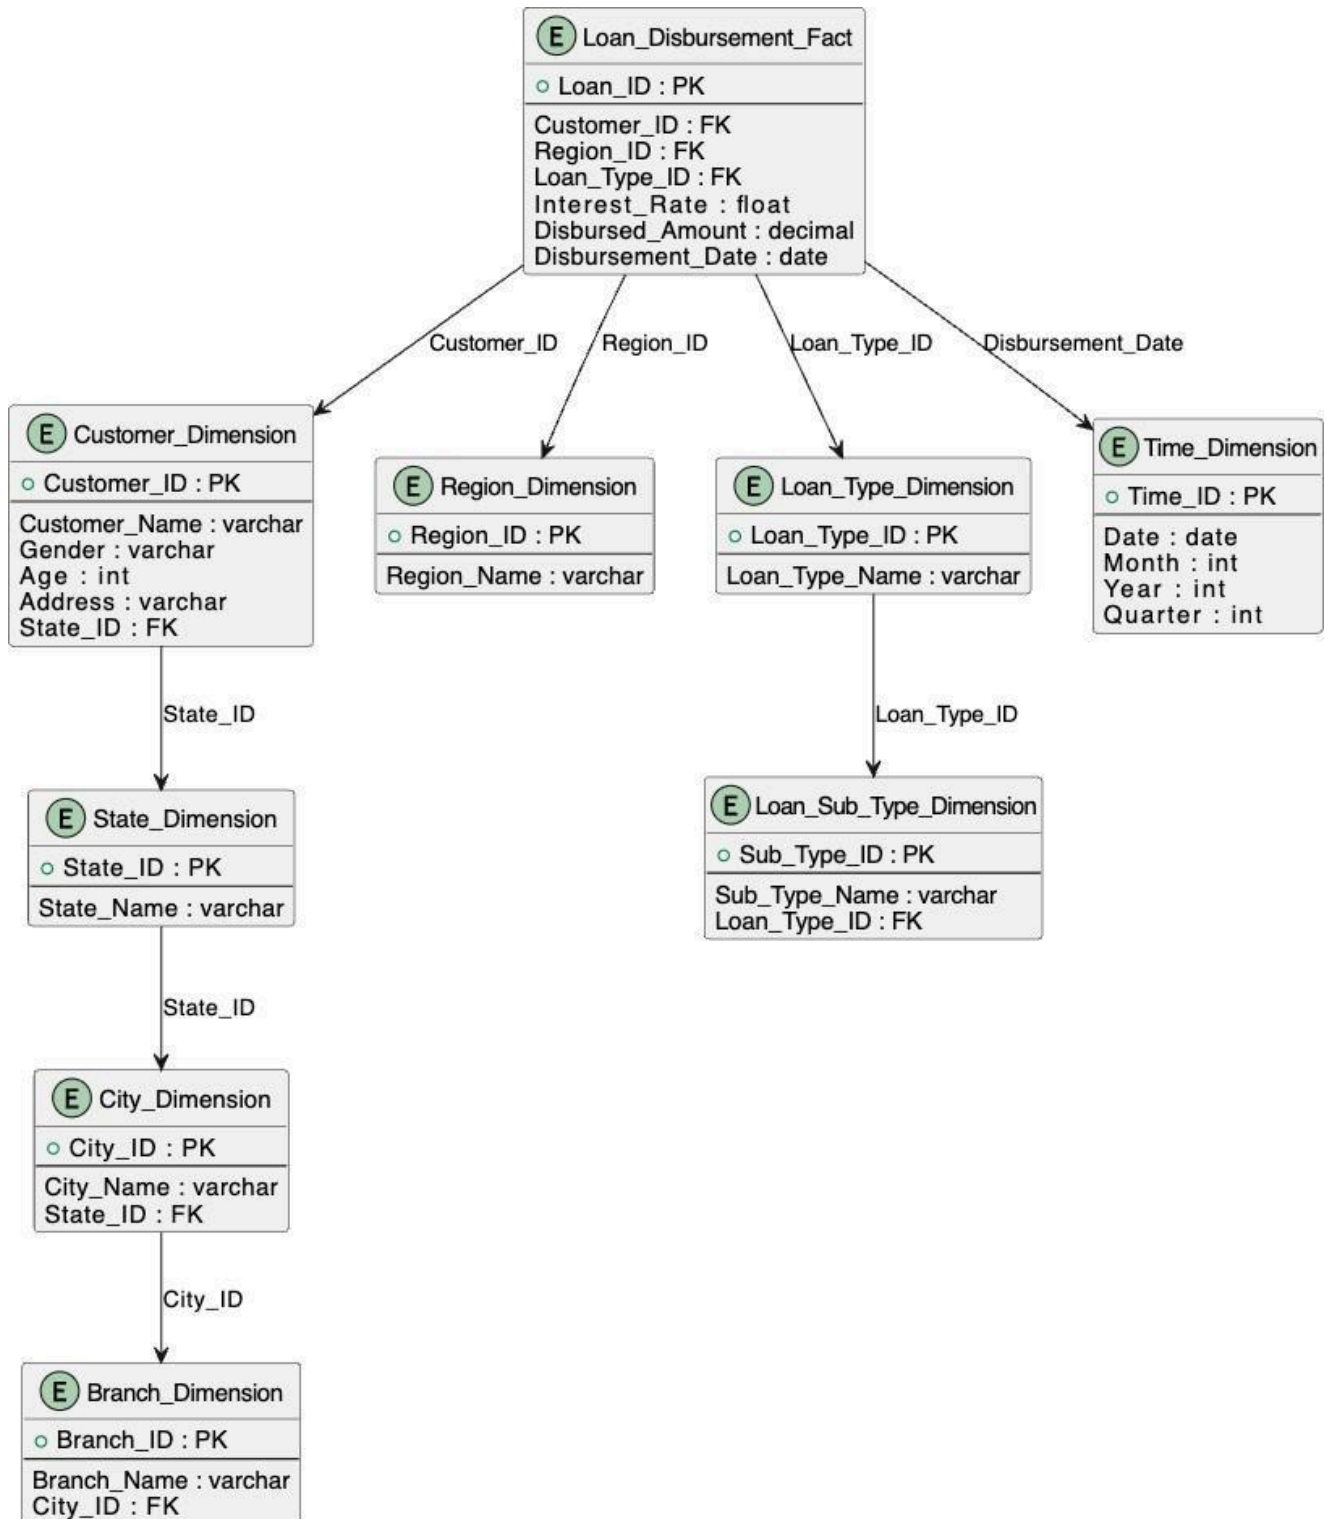 E Loan_Disbursement_Fact
Loan_ID : PK
Customer_ID : FK
Region_ID : FK
Loan_Type_ID : FK
Interest_Rate : float
Disbursed_Amount : decimal
Disbursement_Date : date
Customer_ID
Region_ID
Loan_Type_ID
Disbursement_Date
E Customer_Dimension
Customer_ID : PK
Customer_Name : varchar
Gender : varchar
Age : int
Address : varchar
State_ID : FK
E Region_Dimension
Region_ID : PK
Region_Name : varchar
E Loan_Type_Dimension
Loan_Type_ID : PK
Loan_Type_Name : varchar
E Time_Dimension
Time_ID : PK
Date : date
Month : int
Year : int
Quarter : int
State_ID
Loan_Type_ID
E State_Dimension
State_ID : PK
State_Name : varchar
E Loan_Sub_Type_Dimension
Sub_Type_ID : PK
Sub_Type_Name : varchar
Loan_Type_ID : FK
State_ID
E City_Dimension
City_ID : PK
City_Name : varchar
State_ID : FK
City_ID
E Branch_Dimension
Branch_ID : PK
Branch_Name : varchar
City_ID : FK